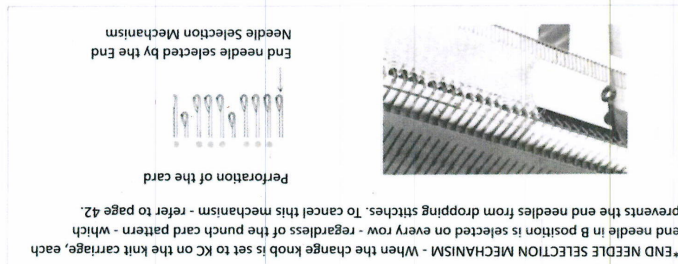 *END NEEDLE SELECTION MECHANISM - When the change knob is set to KC on the knit carriage, each
end needle in B position is selected on every row - regardless of the punch card pattern - which
prevents the end needles from dropping stitches. To cancel this mechanism - refer to page 42.
Perforation of the card
End needle selected by the End
Needle Selection Mechanism